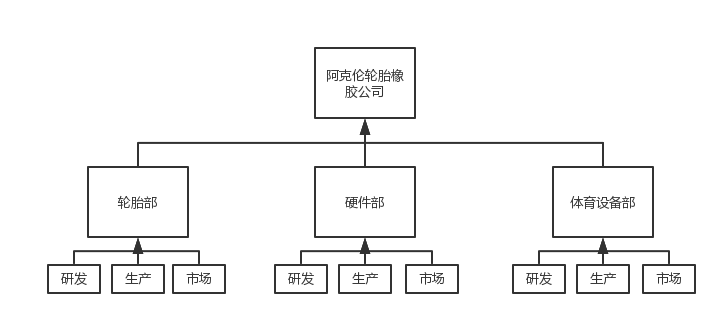 阿克伦轮胎橡
胶公司
轮胎部
硬件部
体育设备部
研发
生产
市场
研发
生产
市场
研发
生产
市场